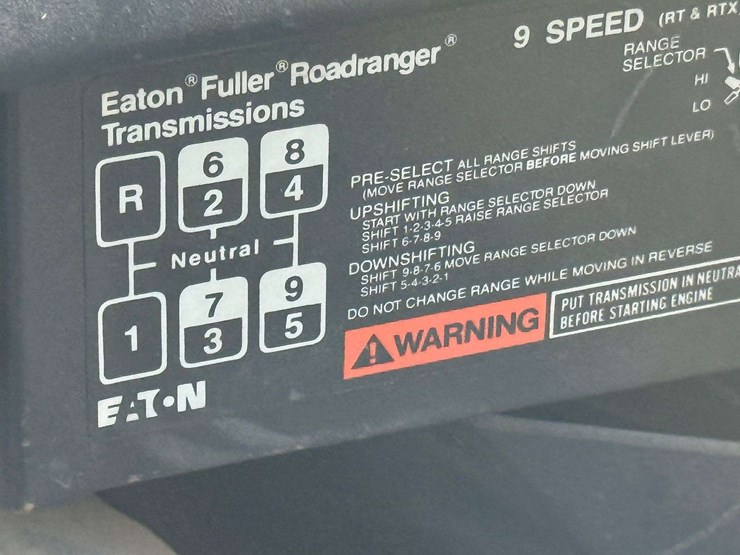 Eaton® Fuller® Roadranger®
Transmissions
9 SPEED (RT & RTX
RANGE
SELECTOR
HI
LO
R
6
2
8
4
Neutral
1
7
3
9
5
PRE-SELECT ALL RANGE SHIFTS
(MOVE RANGE SELECTOR BEFORE MOVING SHIFT LEVER)
UPSHIFTING
START WITH RANGE SELECTOR DOWN
SHIFT 1-2-3-4-5 RAISE RANGE SELECTOR
SHIFT 6-7-8-9
DOWNSHIFTING
SHIFT 9-8-7-6 MOVE RANGE SELECTOR DOWN
SHIFT 5-4-3-2-1
DO NOT CHANGE RANGE WHILE MOVING IN REVERSE
WARNING
PUT TRANSMISSION IN NEUTRA
BEFORE STARTING ENGINE
EATON